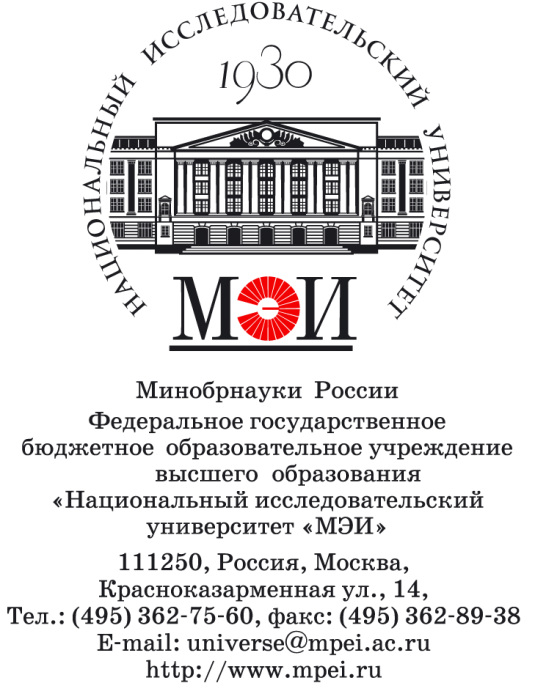 НАЦИОНАЛЬНЫЙ ИССЛЕДОВАТЕЛЬСКИЙ УНИВЕРСИТЕТ
1930
МЭИ
Минобрнауки России
Федеральное государственное
бюджетное образовательное учреждение
высшего образования
«Национальный исследовательский
университет «МЭИ»
111250, Россия, Москва,
Красноказарменная ул., 14,
Тел.: (495) 362-75-60, факс: (495) 362-89-38
E-mail: universe@mpei.ac.ru
http://www.mpei.ru